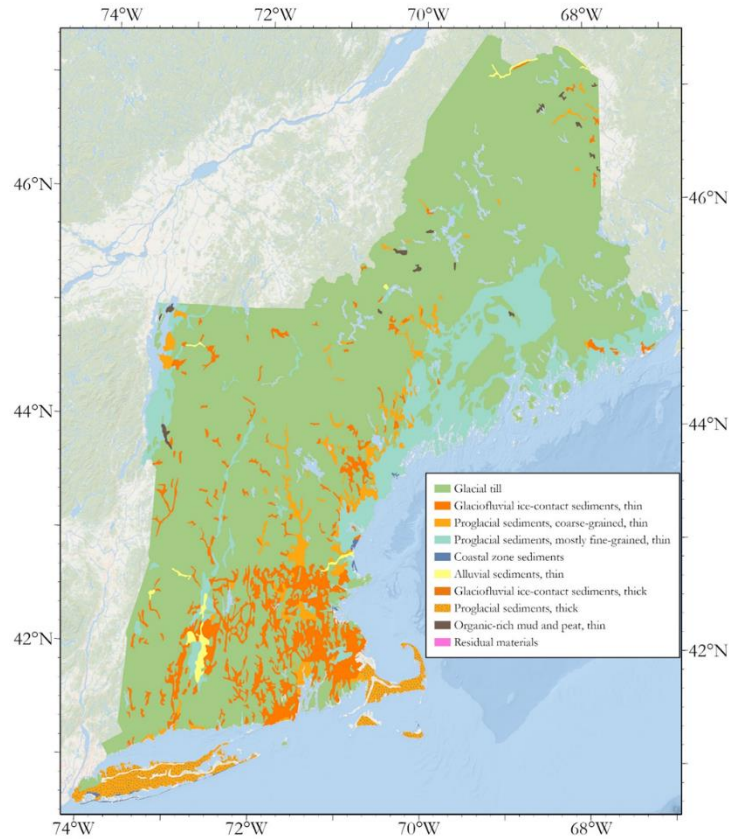 74°W 72°W 70°W 68°W
46°N 46°N
44°N 44°N
Glacial till
Glaciofluvial ice-contact sediments, thin
Proglacial sediments, coarse-grained, thin
Proglacial sediments, mostly fine-grained, thin
Coastal zone sediments
Alluvial sediments, thin
Glaciofluvial ice-contact sediments, thick
Proglacial sediments, thick
Organic-rich mud and peat, thin
Residual materials
42°N 42°N
74°W 72°W 70°W 68°W